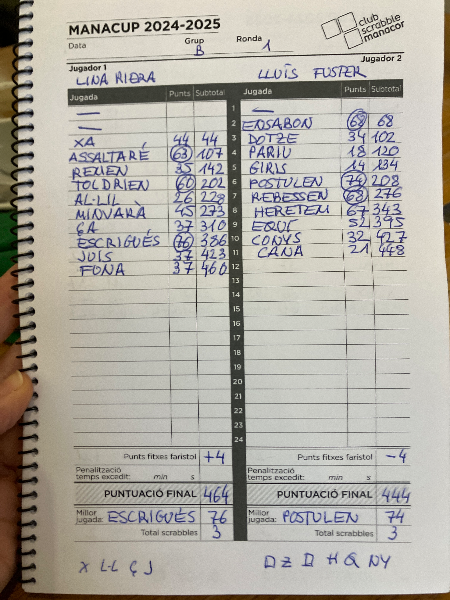 MANACUP 2024-2025
club scrabble manacor
Data Grup B Ronda 1
Jugador 1 Jugador 2
LINA RIERA LLUÍS FUSTER
Jugada Punts Subtotal Jugada Punts Subtotal
— 1 —
— 2 ENSABON 68 68
XA 44 44 3 DOTZE 34 102
ASSALTARÉ 63 107 4 PARIU 18 120
REIXEN 35 142 5 GIRIS 14 134
TOLDRIEN 60 202 6 POSTULEN 74 208
AL·LIL 26 228 7 REBESSEN 68 276
MINVARÀ 45 273 8 HERETEM 67 343
ÇA 37 310 9 EQUÍ 52 395
ESCRIGUÉS 76 386 10 CONYS 32 427
JUIS 37 423 11 CANA 21 448
FONA 37 460 12
13
14
15
16
17
18
19
20
21
22
23
24
Punts fitxes faristol +4 Punts fitxes faristol -4
Penalització temps excedit: min s Penalització temps excedit: min s
PUNTUACIÓ FINAL 464 PUNTUACIÓ FINAL 444
Millor jugada: ESCRIGUÉS 76 Millor jugada: POSTULEN 74
Total scrabbles 3 Total scrabbles 3
X L·L Ç J D Z D H Q NY